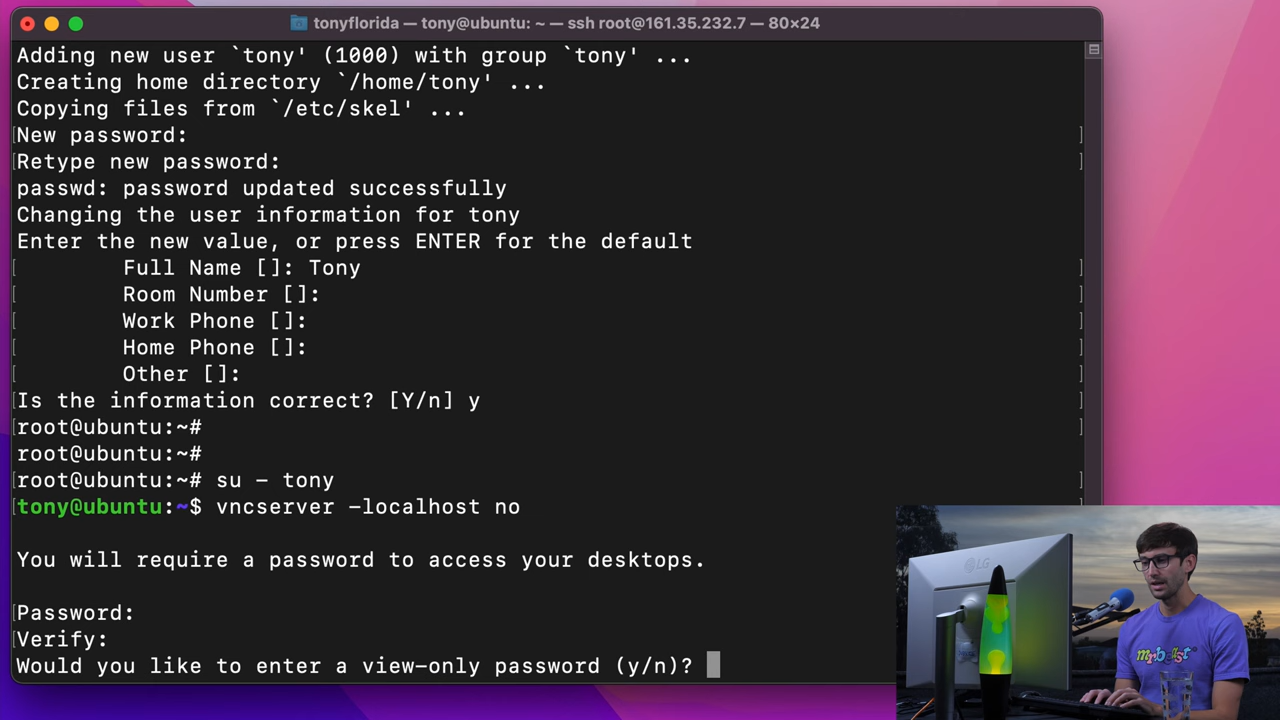 tonyflorida — tony@ubuntu: ~ — ssh root@161.35.232.7 — 80×24
Adding new user `tony' (1000) with group `tony' ...
Creating home directory `/home/tony' ...
Copying files from `/etc/skel' ...
[New password: ]
[Retype new password: ]
passwd: password updated successfully
Changing the user information for tony
Enter the new value, or press ENTER for the default
[ Full Name []: Tony ]
[ Room Number []: ]
[ Work Phone []: ]
[ Home Phone []: ]
[ Other []: ]
[Is the information correct? [Y/n] y ]
[root@ubuntu:~# ]
[root@ubuntu:~#
[root@ubuntu:~# su - tony ]
[tony@ubuntu:~$ vncserver -localhost no
You will require a password to access your desktops.
[Password:
[Verify:
Would you like to enter a view-only password (y/n)?
LG
mrbeast